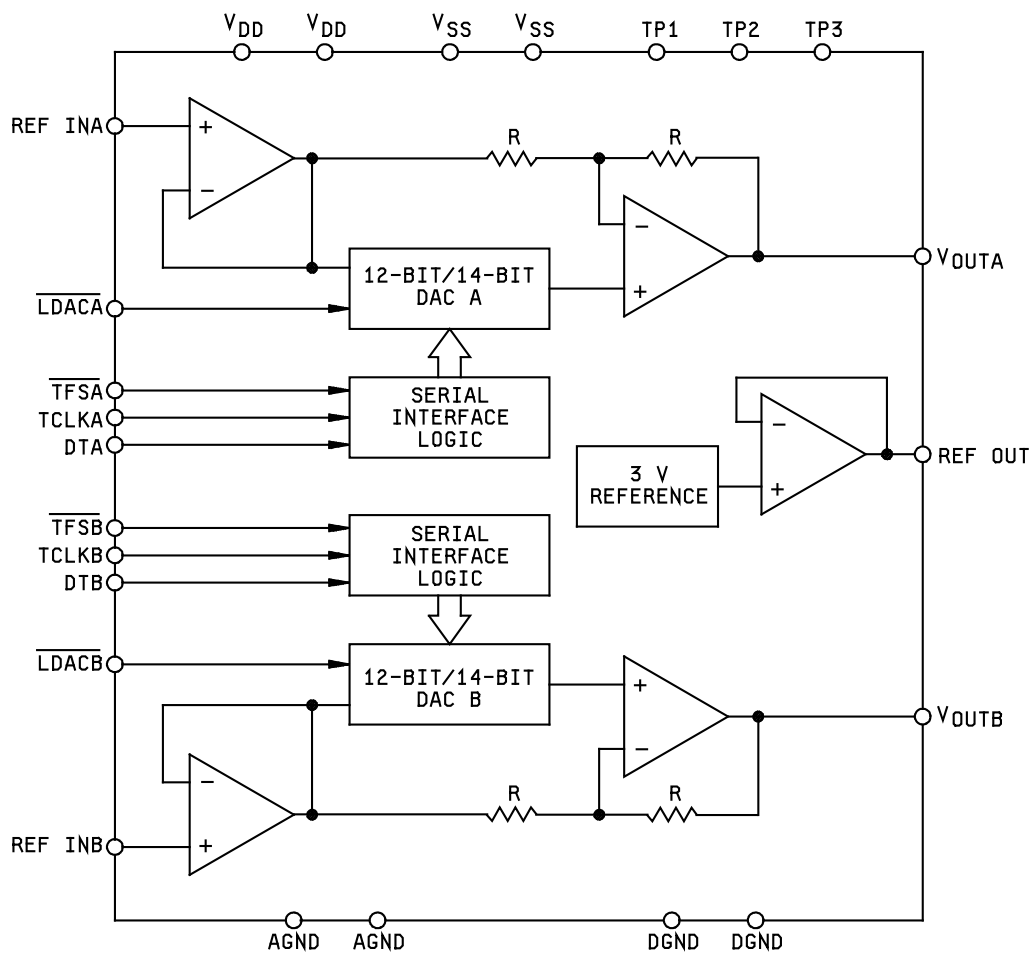 VDD VDD VSS VSS TP1 TP2 TP3
REF INA
+
−
R R
−
+
VOUTA
12-BIT/14-BIT
DAC A
LDACA
TFSA
TCLKA
DTA
SERIAL
INTERFACE
LOGIC
3 V
REFERENCE
−
+
REF OUT
TFSB
TCLKB
DTB
SERIAL
INTERFACE
LOGIC
LDACB
12-BIT/14-BIT
DAC B
+
−
VOUTB
R R
−
+
REF INB
AGND AGND DGND DGND